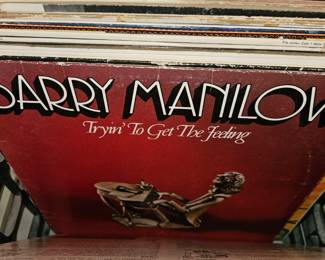 BARRY MANILOW
Tryin' To Get The Feeling